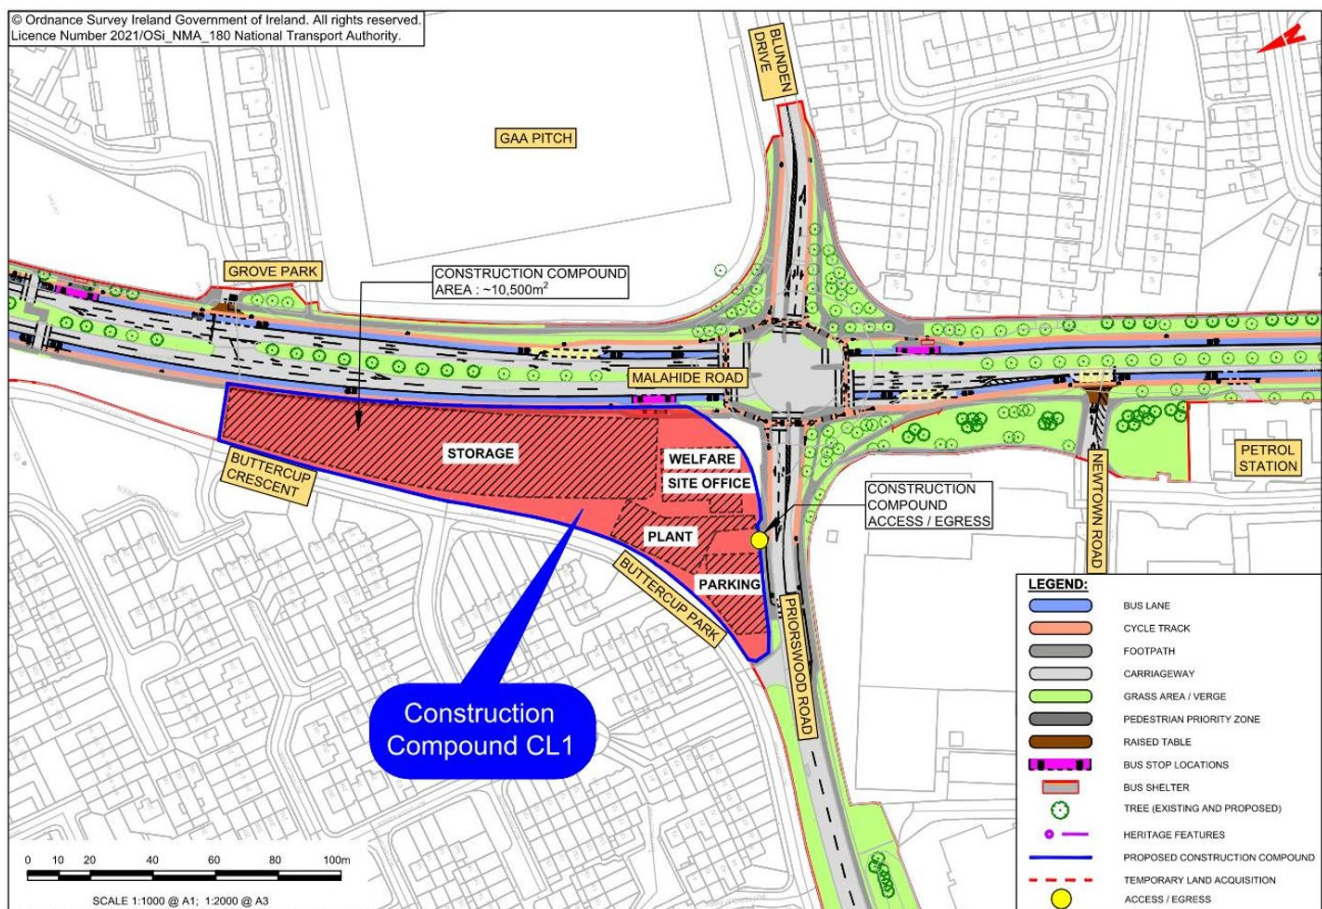 © Ordnance Survey Ireland Government of Ireland. All rights reserved.
Licence Number 2021/OSi_NMA_180 National Transport Authority.
BLUNDEN
DRIVE
N
GAA PITCH
GROVE PARK
CONSTRUCTION COMPOUND
AREA : ~10,500m²
MALAHIDE ROAD
STORAGE
WELFARE
SITE OFFICE
PLANT
PARKING
BUTTERCUP
CRESCENT
BUTTERCUP PARK
CONSTRUCTION
COMPOUND
ACCESS / EGRESS
PRIORSWOOD ROAD
NEWTOWN ROAD
PETROL
STATION
Construction
Compound CL1
LEGEND:
BUS LANE
CYCLE TRACK
FOOTPATH
CARRIAGEWAY
GRASS AREA / VERGE
PEDESTRIAN PRIORITY ZONE
RAISED TABLE
BUS STOP LOCATIONS
BUS SHELTER
TREE (EXISTING AND PROPOSED)
HERITAGE FEATURES
PROPOSED CONSTRUCTION COMPOUND
TEMPORARY LAND ACQUISITION
ACCESS / EGRESS
0 10 20 40 60 80 100m
SCALE 1:1000 @ A1; 1:2000 @ A3